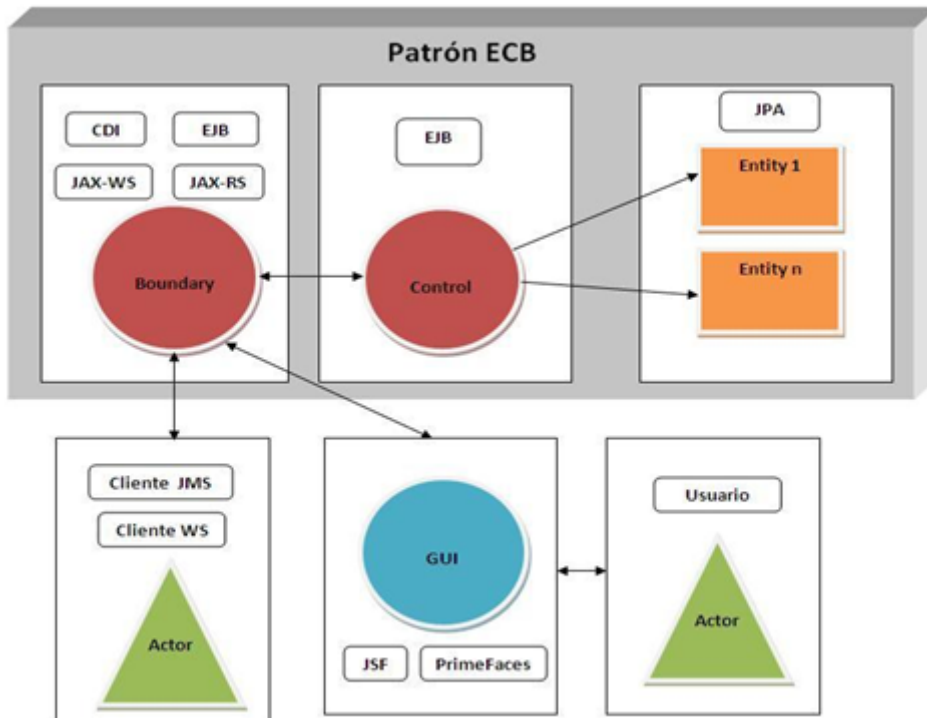 Patrón ECB
CDI
EJB
JAX-WS
JAX-RS
Boundary
EJB
Control
JPA
Entity 1
Entity n
Cliente JMS
Cliente WS
Actor
GUI
JSF
PrimeFaces
Usuario
Actor